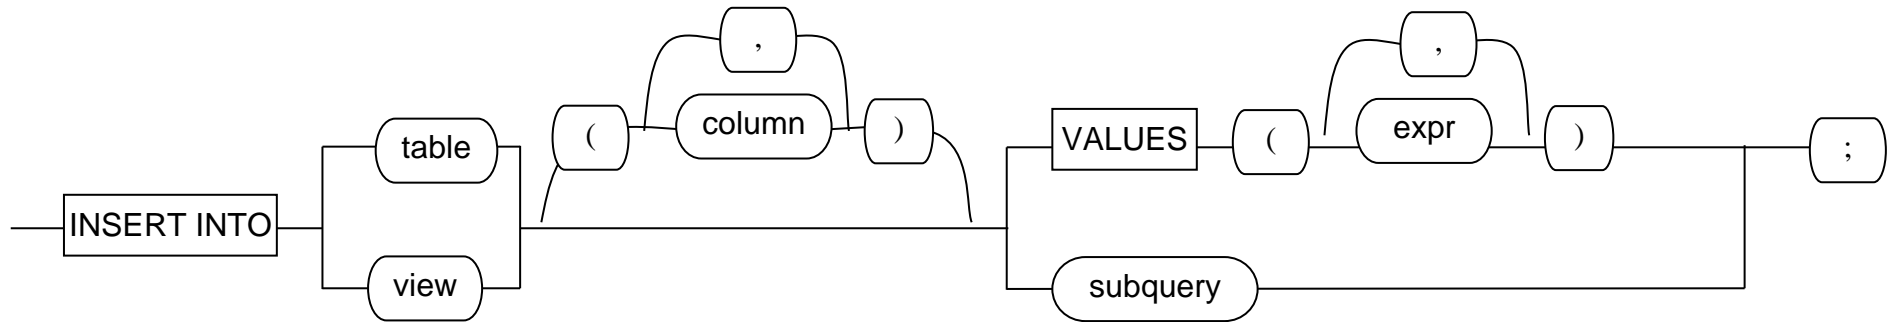 INSERT INTO
table
view
(
,
column
)
VALUES
(
,
expr
)
subquery
;